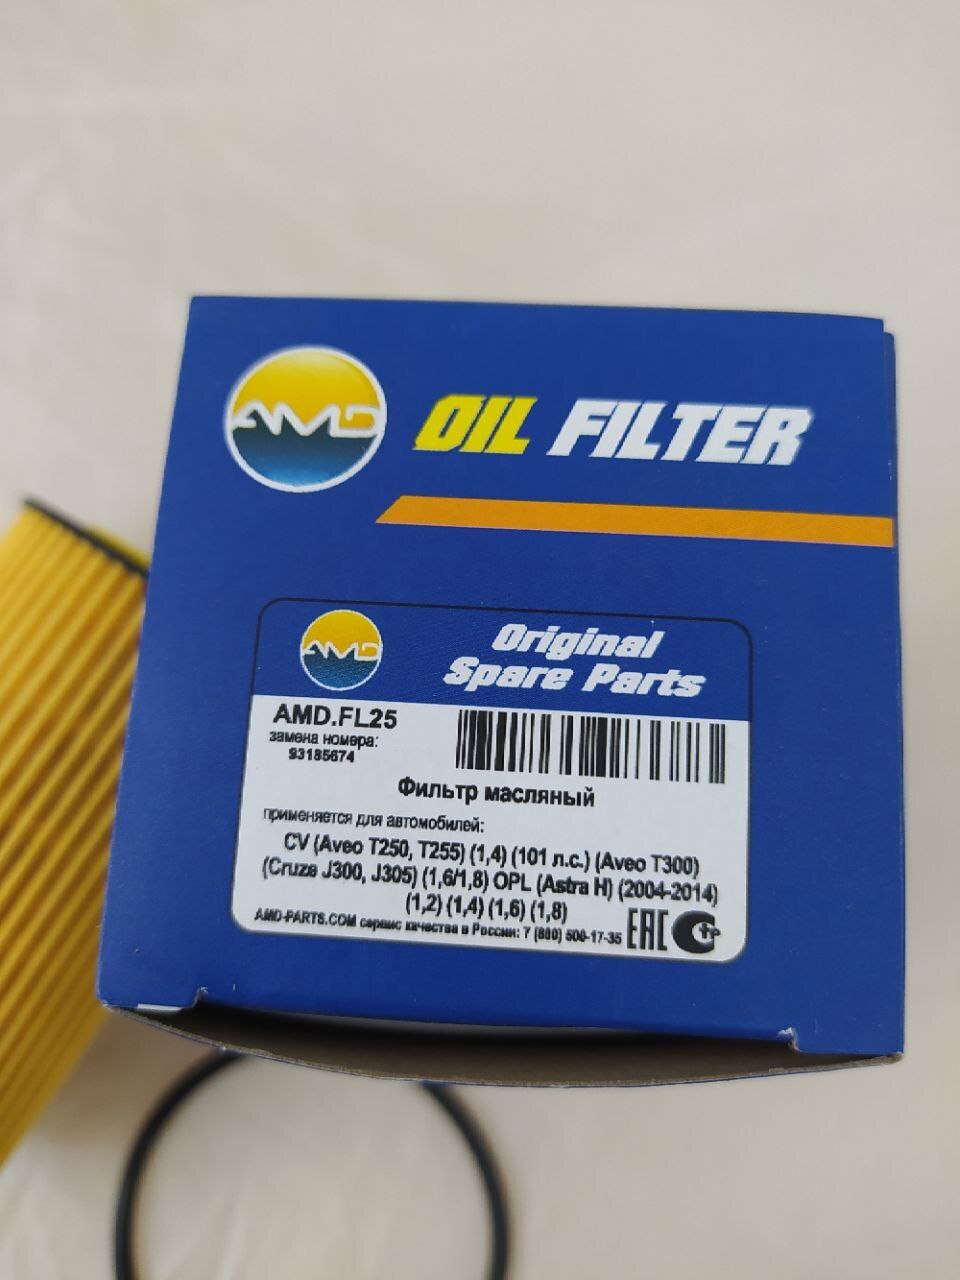 AMD
OIL FILTER
AMD
Original
Spare Parts
AMD.FL25
замена номера:
93185674
Фильтр масляный
применяется для автомобилей:
CV (Aveo T250, T255) (1,4) (101 л.с.) (Aveo T300)
(Cruze J300, J305) (1,6/1,8) OPL (Astra H) (2004-2014)
(1,2) (1,4) (1,6) (1,8)
AMD-PARTS.COM сервис качества в России: 7 (800) 500-17-35
EAC